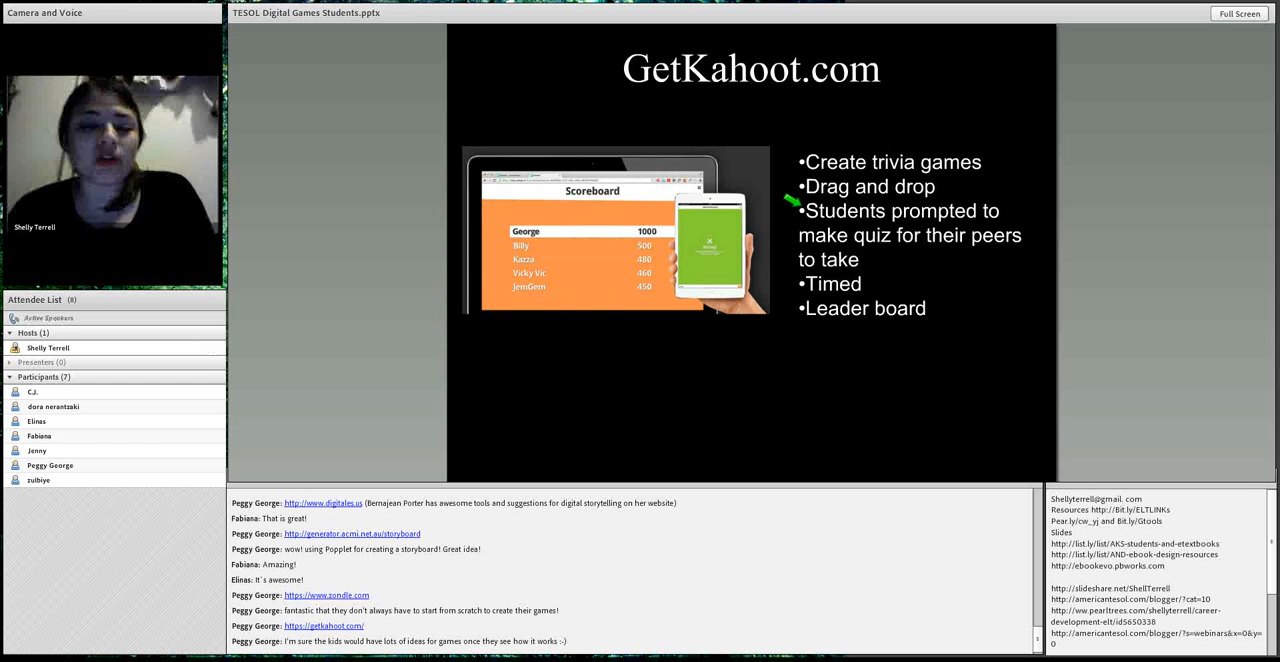 Camera and Voice
Shelly Terrell
Attendee List (8)
Active Speakers
Hosts (1)
Shelly Terrell
Presenters (0)
Participants (7)
C.J.
dora nerantzaki
Elinas
Fabiana
Jenny
Peggy George
zulbiye
TESOL Digital Games Students.pptx
Full Screen
GetKahoot.com
Scoreboard
George 1000
Billy 500
Kazza 480
Vicky Vic 460
JemGem 450
•Create trivia games
•Drag and drop
•Students prompted to
make quiz for their peers
to take
•Timed
•Leader board
Peggy George: http://www.digitales.us (Bernajean Porter has awesome tools and suggestions for digital storytelling on her website)
Fabiana: That is great!
Peggy George: http://generator.acmi.net.au/storyboard
Peggy George: wow! using Popplet for creating a storyboard! Great idea!
Fabiana: Amazing!
Elinas: It`s awesome!
Peggy George: https://www.zondle.com
Peggy George: fantastic that they don't always have to start from scratch to create their games!
Peggy George: https://getkahoot.com/
Peggy George: I'm sure the kids would have lots of ideas for games once they see how it works :-)
Shellyterrell@gmail. com
Resources http://Bit.ly/ELTLINKs
Pear.ly/cw_yj and Bit.ly/Gtools
Slides
http://list.ly/list/AKS-students-and-etextbooks
http://list.ly/list/AND-ebook-design-resources
http://ebookevo.pbworks.com
http://slideshare.net/ShellTerrell
http://americantesol.com/blogger/?cat=10
http://ww.pearltrees.com/shellyterrell/career-
development-elt/id5650338
http://americantesol.com/blogger/?s=webinars&x=0&y=
0